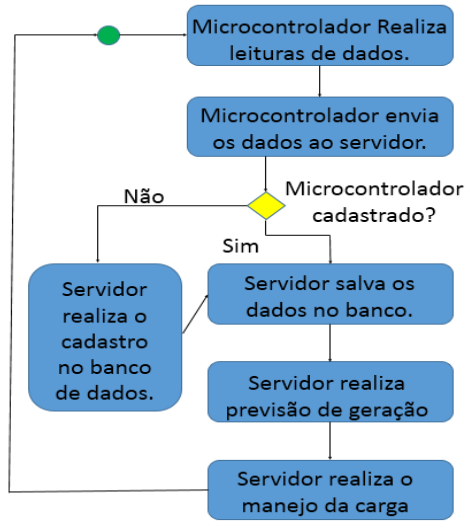 Microcontrolador Realiza
leituras de dados.
Microcontrolador envia
os dados ao servidor.
Microcontrolador
cadastrado?
Não
Sim
Servidor
realiza o
cadastro
no banco
de dados.
Servidor salva os
dados no banco.
Servidor realiza
previsão de geração
Servidor realiza o
manejo da carga